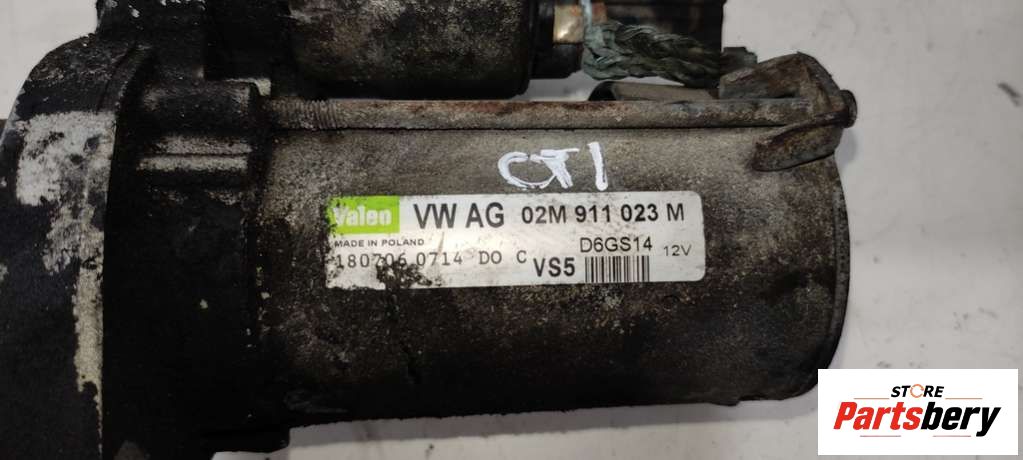 CT1
Valeo VW AG 02M 911 023 M
MADE IN POLAND D6GS14 12V
180706 0714 DO C VS5
STORE
Partsbery